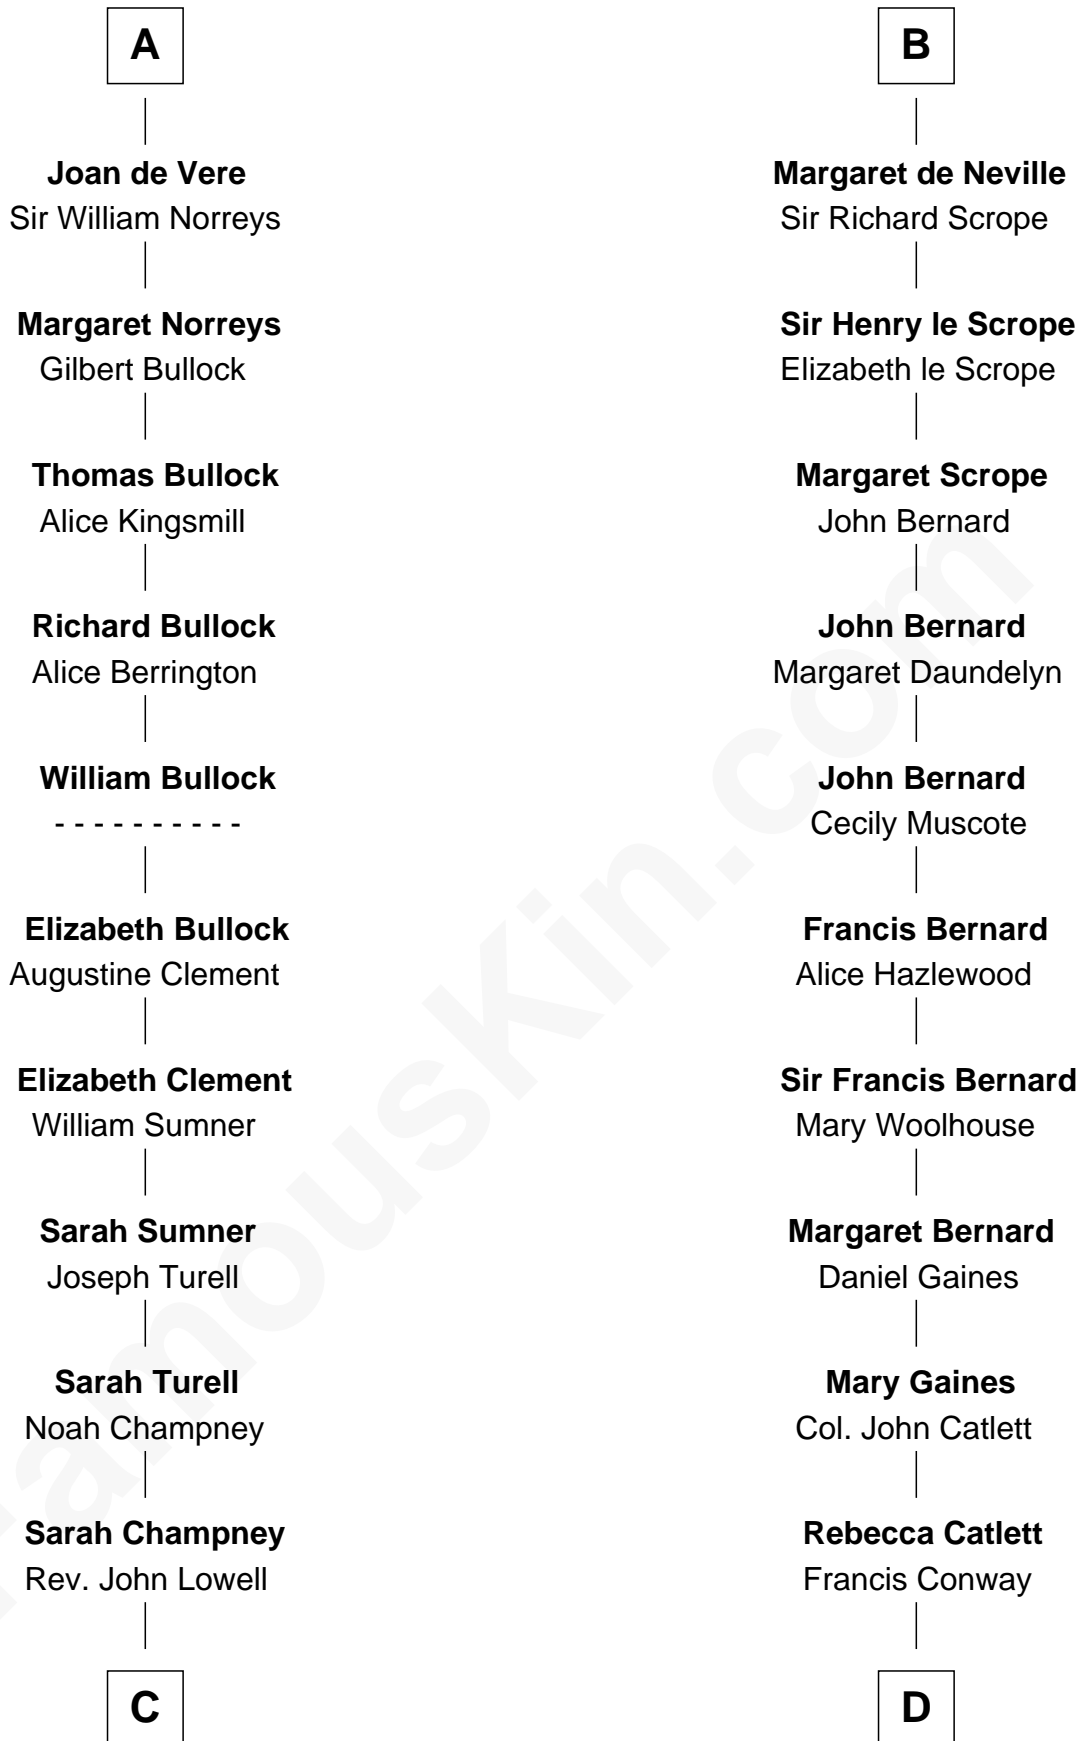 A
Joan de Vere
Sir William Norreys
Margaret Norreys
Gilbert Bullock
Thomas Bullock
Alice Kingsmill
Richard Bullock
Alice Berrington
William Bullock
- - - - - - - - - -
Elizabeth Bullock
Augustine Clement
Elizabeth Clement
William Sumner
Sarah Sumner
Joseph Turell
Sarah Turell
Noah Champney
Sarah Champney
Rev. John Lowell
C
B
Margaret de Neville
Sir Richard Scrope
Sir Henry le Scrope
Elizabeth le Scrope
Margaret Scrope
John Bernard
John Bernard
Margaret Daundelyn
John Bernard
Cecily Muscote
Francis Bernard
Alice Hazlewood
Sir Francis Bernard
Mary Woolhouse
Margaret Bernard
Daniel Gaines
Mary Gaines
Col. John Catlett
Rebecca Catlett
Francis Conway
D
FamousKin.com